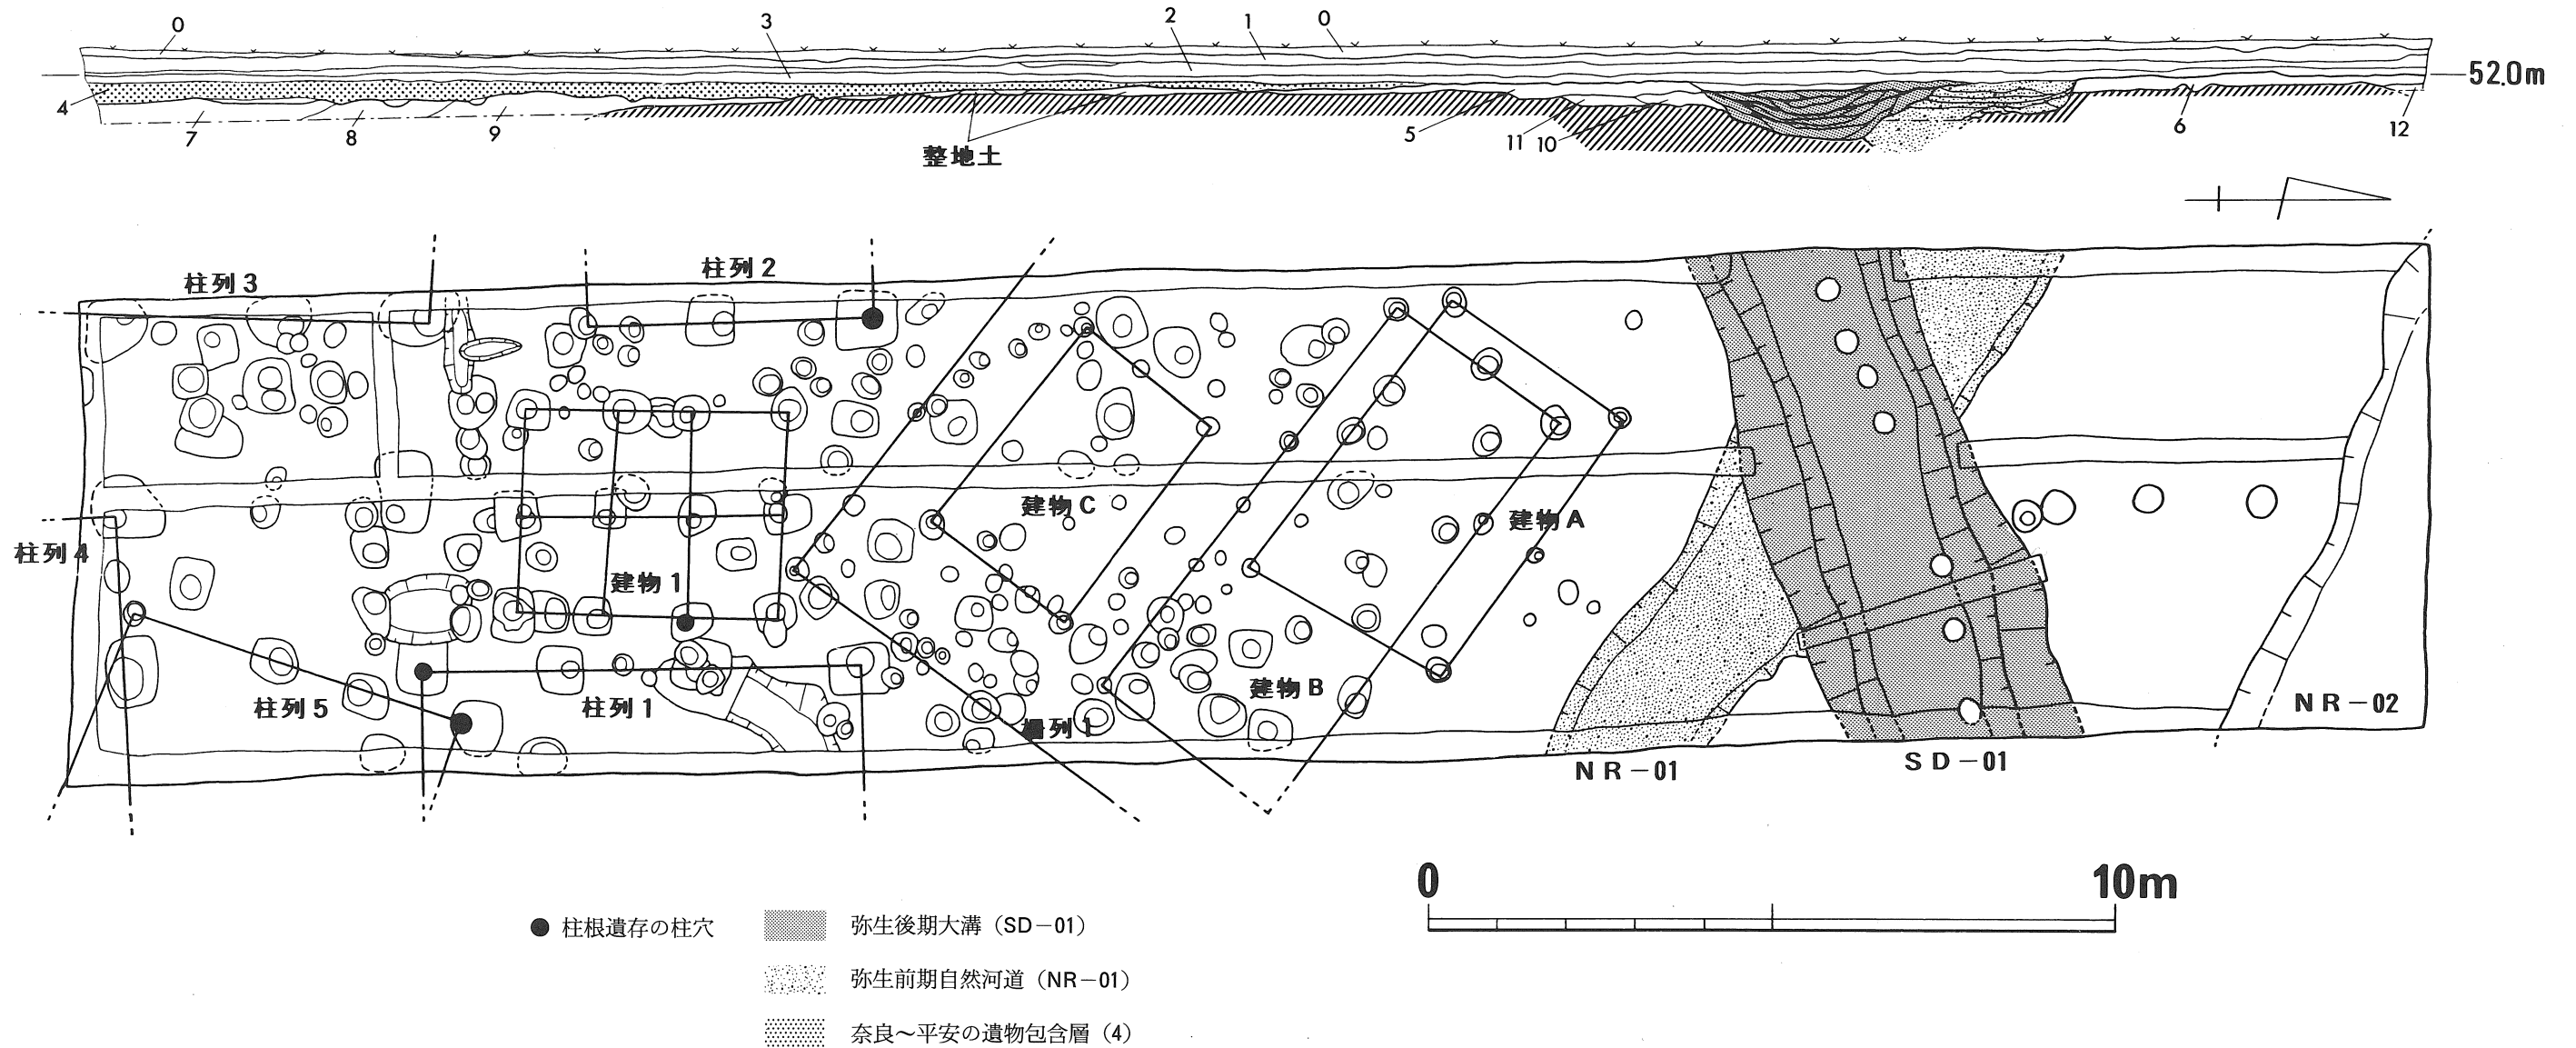 0
3
2
1
0
52.0m
4
7
8
9
整地土
5
11
10
6
12
柱列3
柱列2
柱列4
建物C
建物A
建物1
柱列5
柱列1
建物B
柵列1
NR-02
NR-01
SD-01
0
10m
柱根遺存の柱穴
弥生後期大溝（SD-01）
弥生前期自然河道（NR-01）
奈良〜平安の遺物包含層（4）